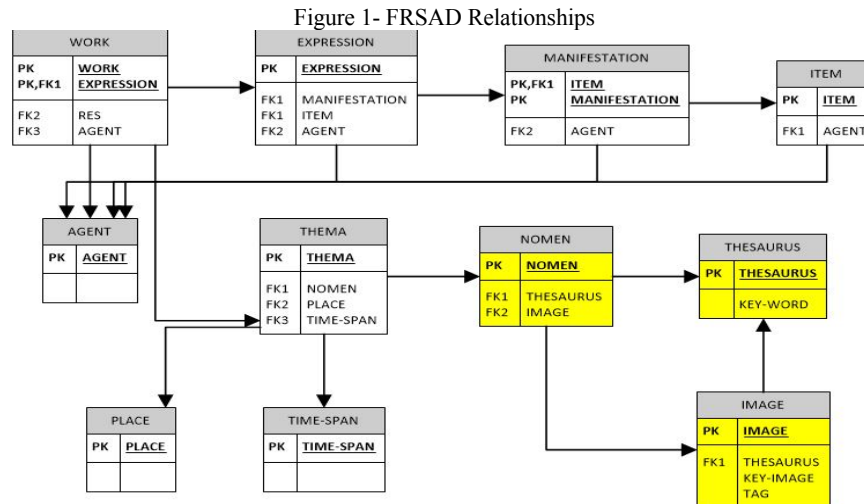 Figure 1- FRSAD Relationships
WORK
PK WORK
PK,FK1 EXPRESSION
FK2 RES
FK3 AGENT
EXPRESSION
PK EXPRESSION
FK1 MANIFESTATION
FK1 ITEM
FK2 AGENT
MANIFESTATION
PK,FK1 ITEM
PK MANIFESTATION
FK2 AGENT
ITEM
PK ITEM
FK1 AGENT
AGENT
PK AGENT
THEMA
PK THEMA
FK1 NOMEN
FK2 PLACE
FK3 TIME-SPAN
NOMEN
PK NOMEN
FK1 THESAURUS
FK2 IMAGE
THESAURUS
PK THESAURUS
KEY-WORD
PLACE
PK PLACE
TIME-SPAN
PK TIME-SPAN
IMAGE
PK IMAGE
FK1 THESAURUS
KEY-IMAGE
TAG